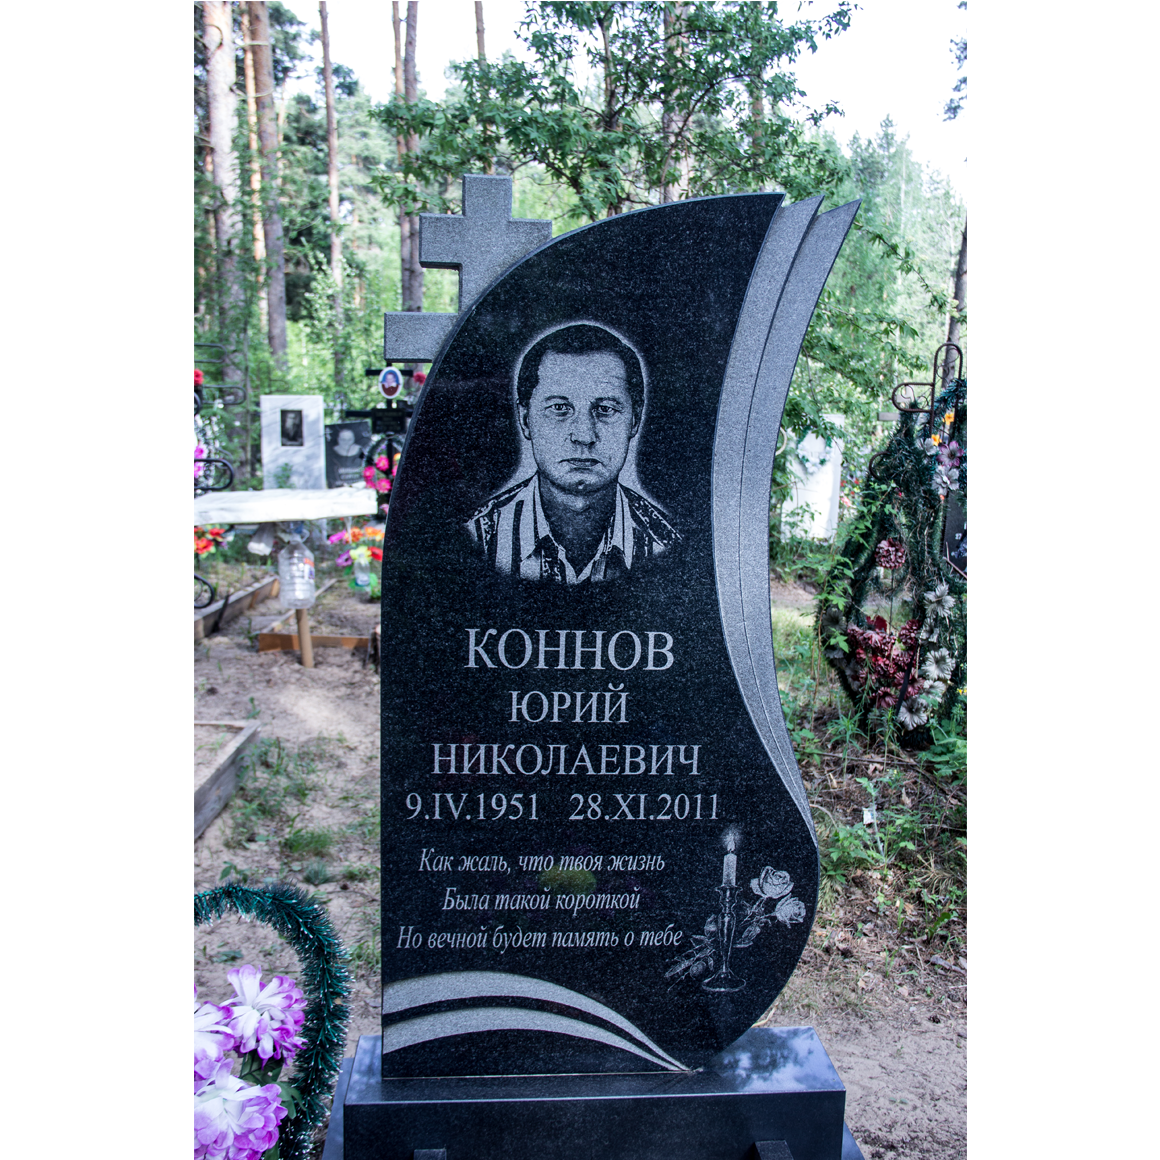 КОННОВ
ЮРИЙ
НИКОЛАЕВИЧ
9.IV.1951 28.XI.2011
Как жаль, что твоя жизнь
Была такой короткой
Но вечной будет память о тебе